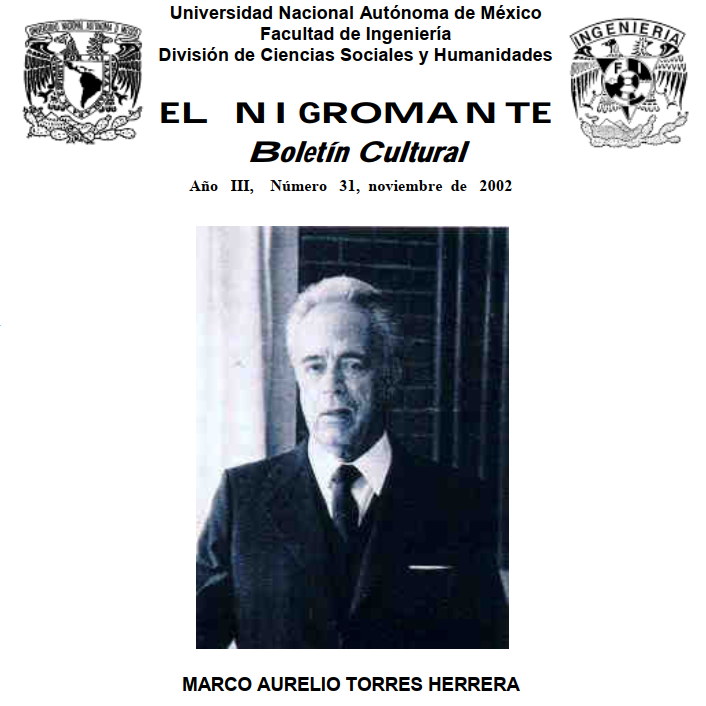 Universidad Nacional Autónoma de México
Facultad de Ingeniería
División de Ciencias Sociales y Humanidades
INGENIERIA
F I
EL NIGROMANTE
Boletín Cultural
Año III, Número 31, noviembre de 2002
MARCO AURELIO TORRES HERRERA